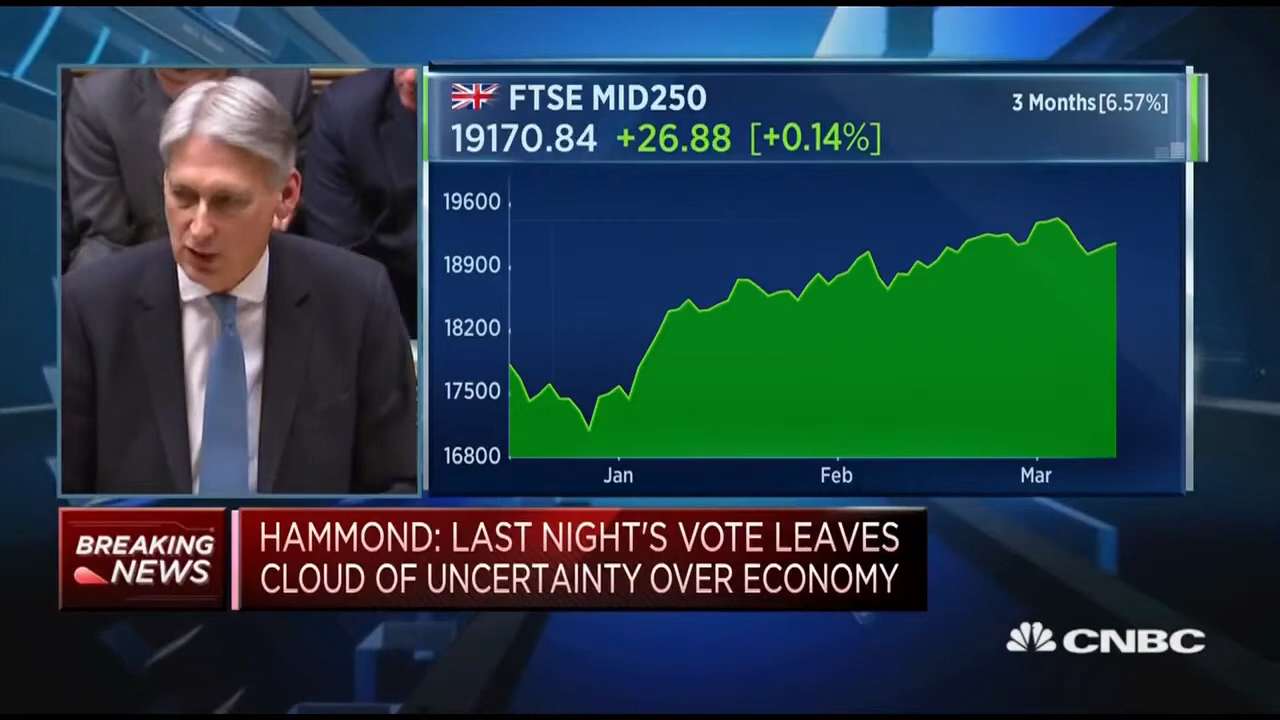 FTSE MID250
3 Months[6.57%]
19170.84 +26.88 [+0.14%]
19600
18900
18200
17500
16800
Jan
Feb
Mar
BREAKING
NEWS
HAMMOND: LAST NIGHT'S VOTE LEAVES
CLOUD OF UNCERTAINTY OVER ECONOMY
CNBC